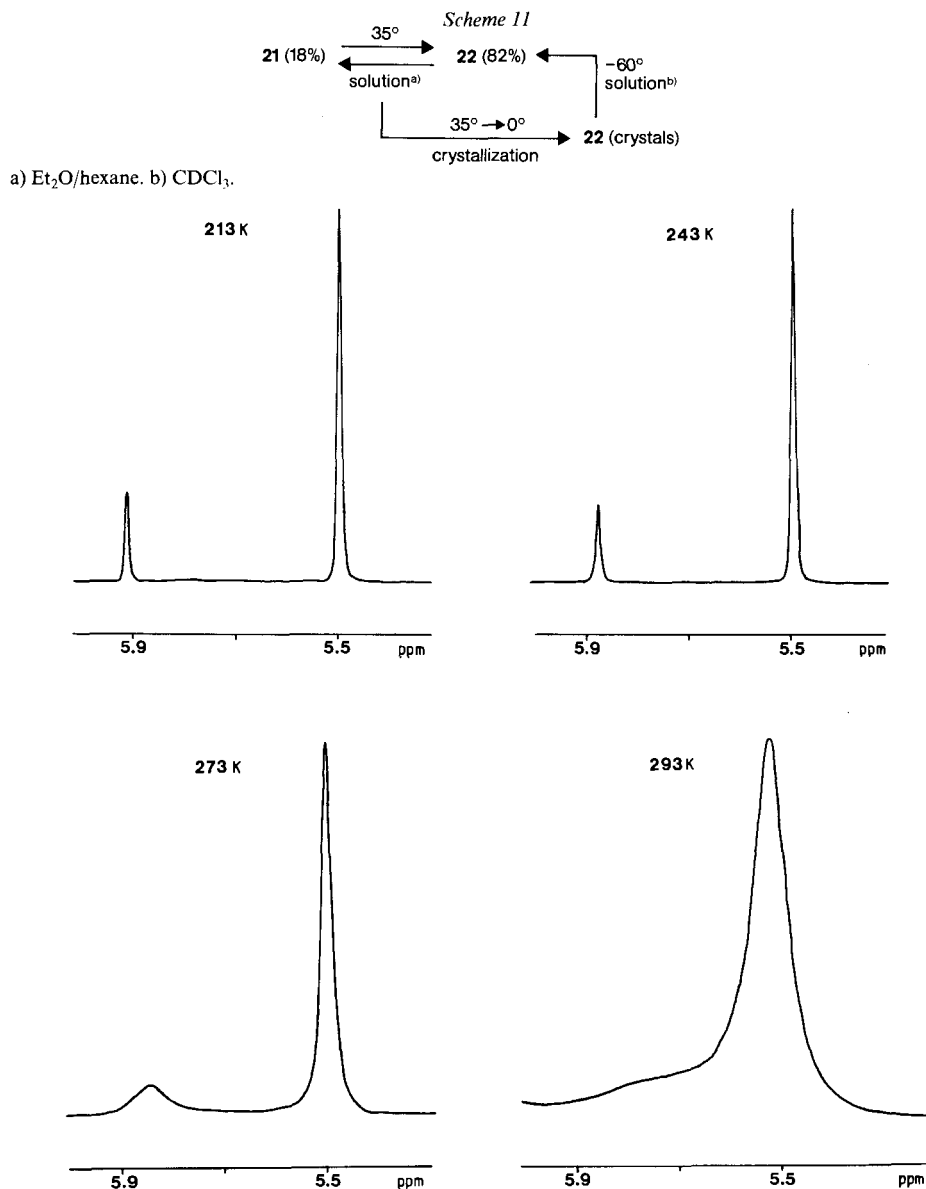 Scheme 11
21 (18%) 35° 22 (82%) −60°
solutionᵃ⁾ solutionᵇ⁾
35° → 0° 22 (crystals)
crystallization
a) Et₂O/hexane. b) CDCl₃.
213 K 243 K
5.9 5.5 ppm 5.9 5.5 ppm
273 K 293K
5.9 5.5 ppm 5.9 5.5 ppm